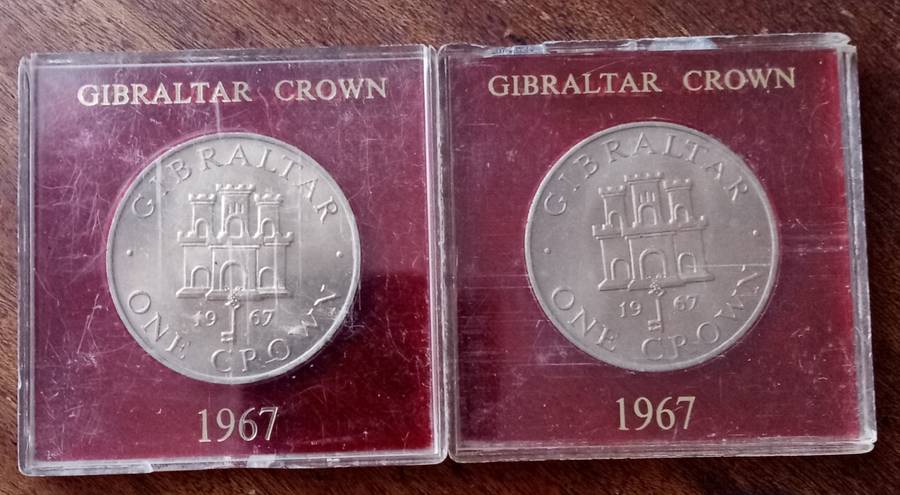 GIBRALTAR CROWN
GIBRALTAR
19 67
ONE CROWN
1967
GIBRALTAR CROWN
GIBRALTAR
19 67
ONE CROWN
1967